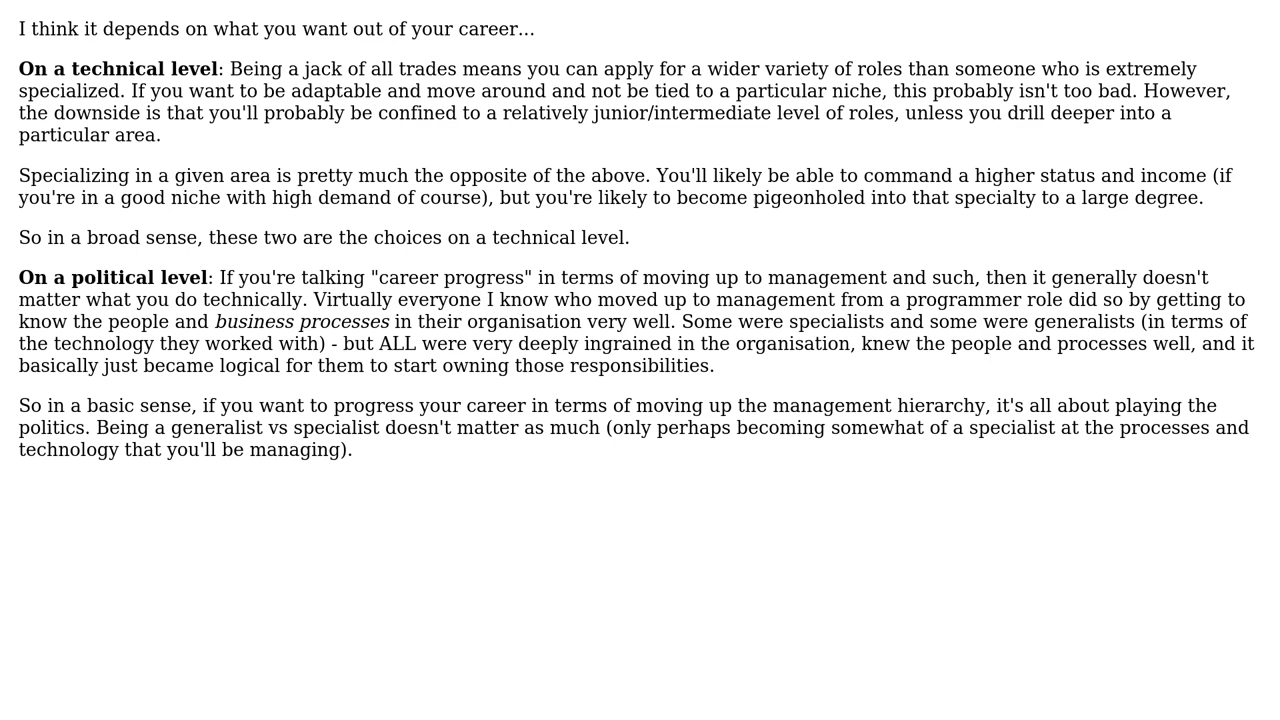 I think it depends on what you want out of your career...
On a technical level: Being a jack of all trades means you can apply for a wider variety of roles than someone who is extremely
specialized. If you want to be adaptable and move around and not be tied to a particular niche, this probably isn't too bad. However,
the downside is that you'll probably be confined to a relatively junior/intermediate level of roles, unless you drill deeper into a
particular area.
Specializing in a given area is pretty much the opposite of the above. You'll likely be able to command a higher status and income (if
you're in a good niche with high demand of course), but you're likely to become pigeonholed into that specialty to a large degree.
So in a broad sense, these two are the choices on a technical level.
On a political level: If you're talking "career progress" in terms of moving up to management and such, then it generally doesn't
matter what you do technically. Virtually everyone I know who moved up to management from a programmer role did so by getting to
know the people and business processes in their organisation very well. Some were specialists and some were generalists (in terms of
the technology they worked with) - but ALL were very deeply ingrained in the organisation, knew the people and processes well, and it
basically just became logical for them to start owning those responsibilities.
So in a basic sense, if you want to progress your career in terms of moving up the management hierarchy, it's all about playing the
politics. Being a generalist vs specialist doesn't matter as much (only perhaps becoming somewhat of a specialist at the processes and
technology that you'll be managing).